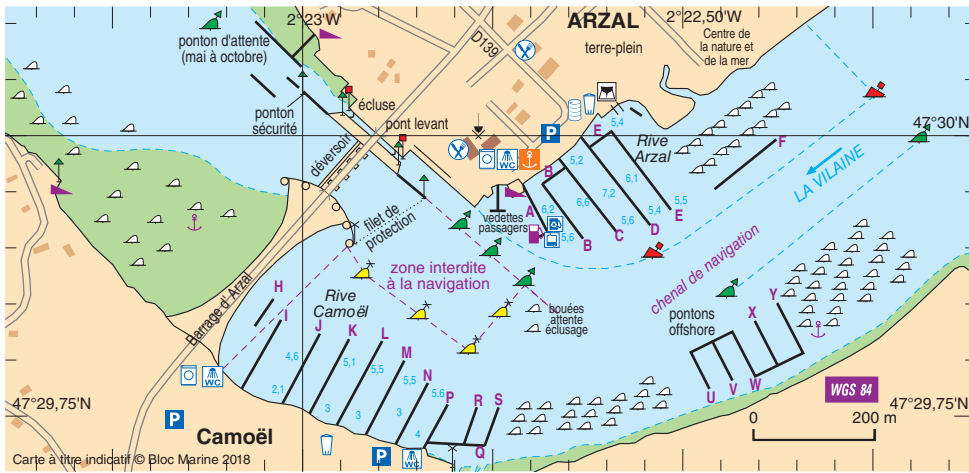 2°23'W
ARZAL
2°22,50'W
ponton d'attente
(mai à octobre)
D139
terre-plein
Centre de
la nature et
de la mer
écluse
ponton
sécurité
pont levant
déversoir
P
WC
E
5,4
Rive
Arzal
F
47°30'N
LA VILAINE
B
5,2
6,1
7,2
6,6
5,5
A
6,2
5,6
5,6
5,4
B
C
D
E
vedettes
passagers
filet de
protection
zone interdite
à la navigation
chenal de navigation
Barrage d'Arzal
H
Rive
Camoël
I
J
K
L
M
N
P
R
S
Q
bouées
attente
éclusage
pontons
offshore
X
Y
U
V
W
4,6
5,1
5,5
5,5
5,6
2,1
3
3
3
4
WC
P
P
WC
WGS 84
47°29,75'N
47°29,75'N
0
200 m
Camoël
Carte à titre indicatif © Bloc Marine 2018